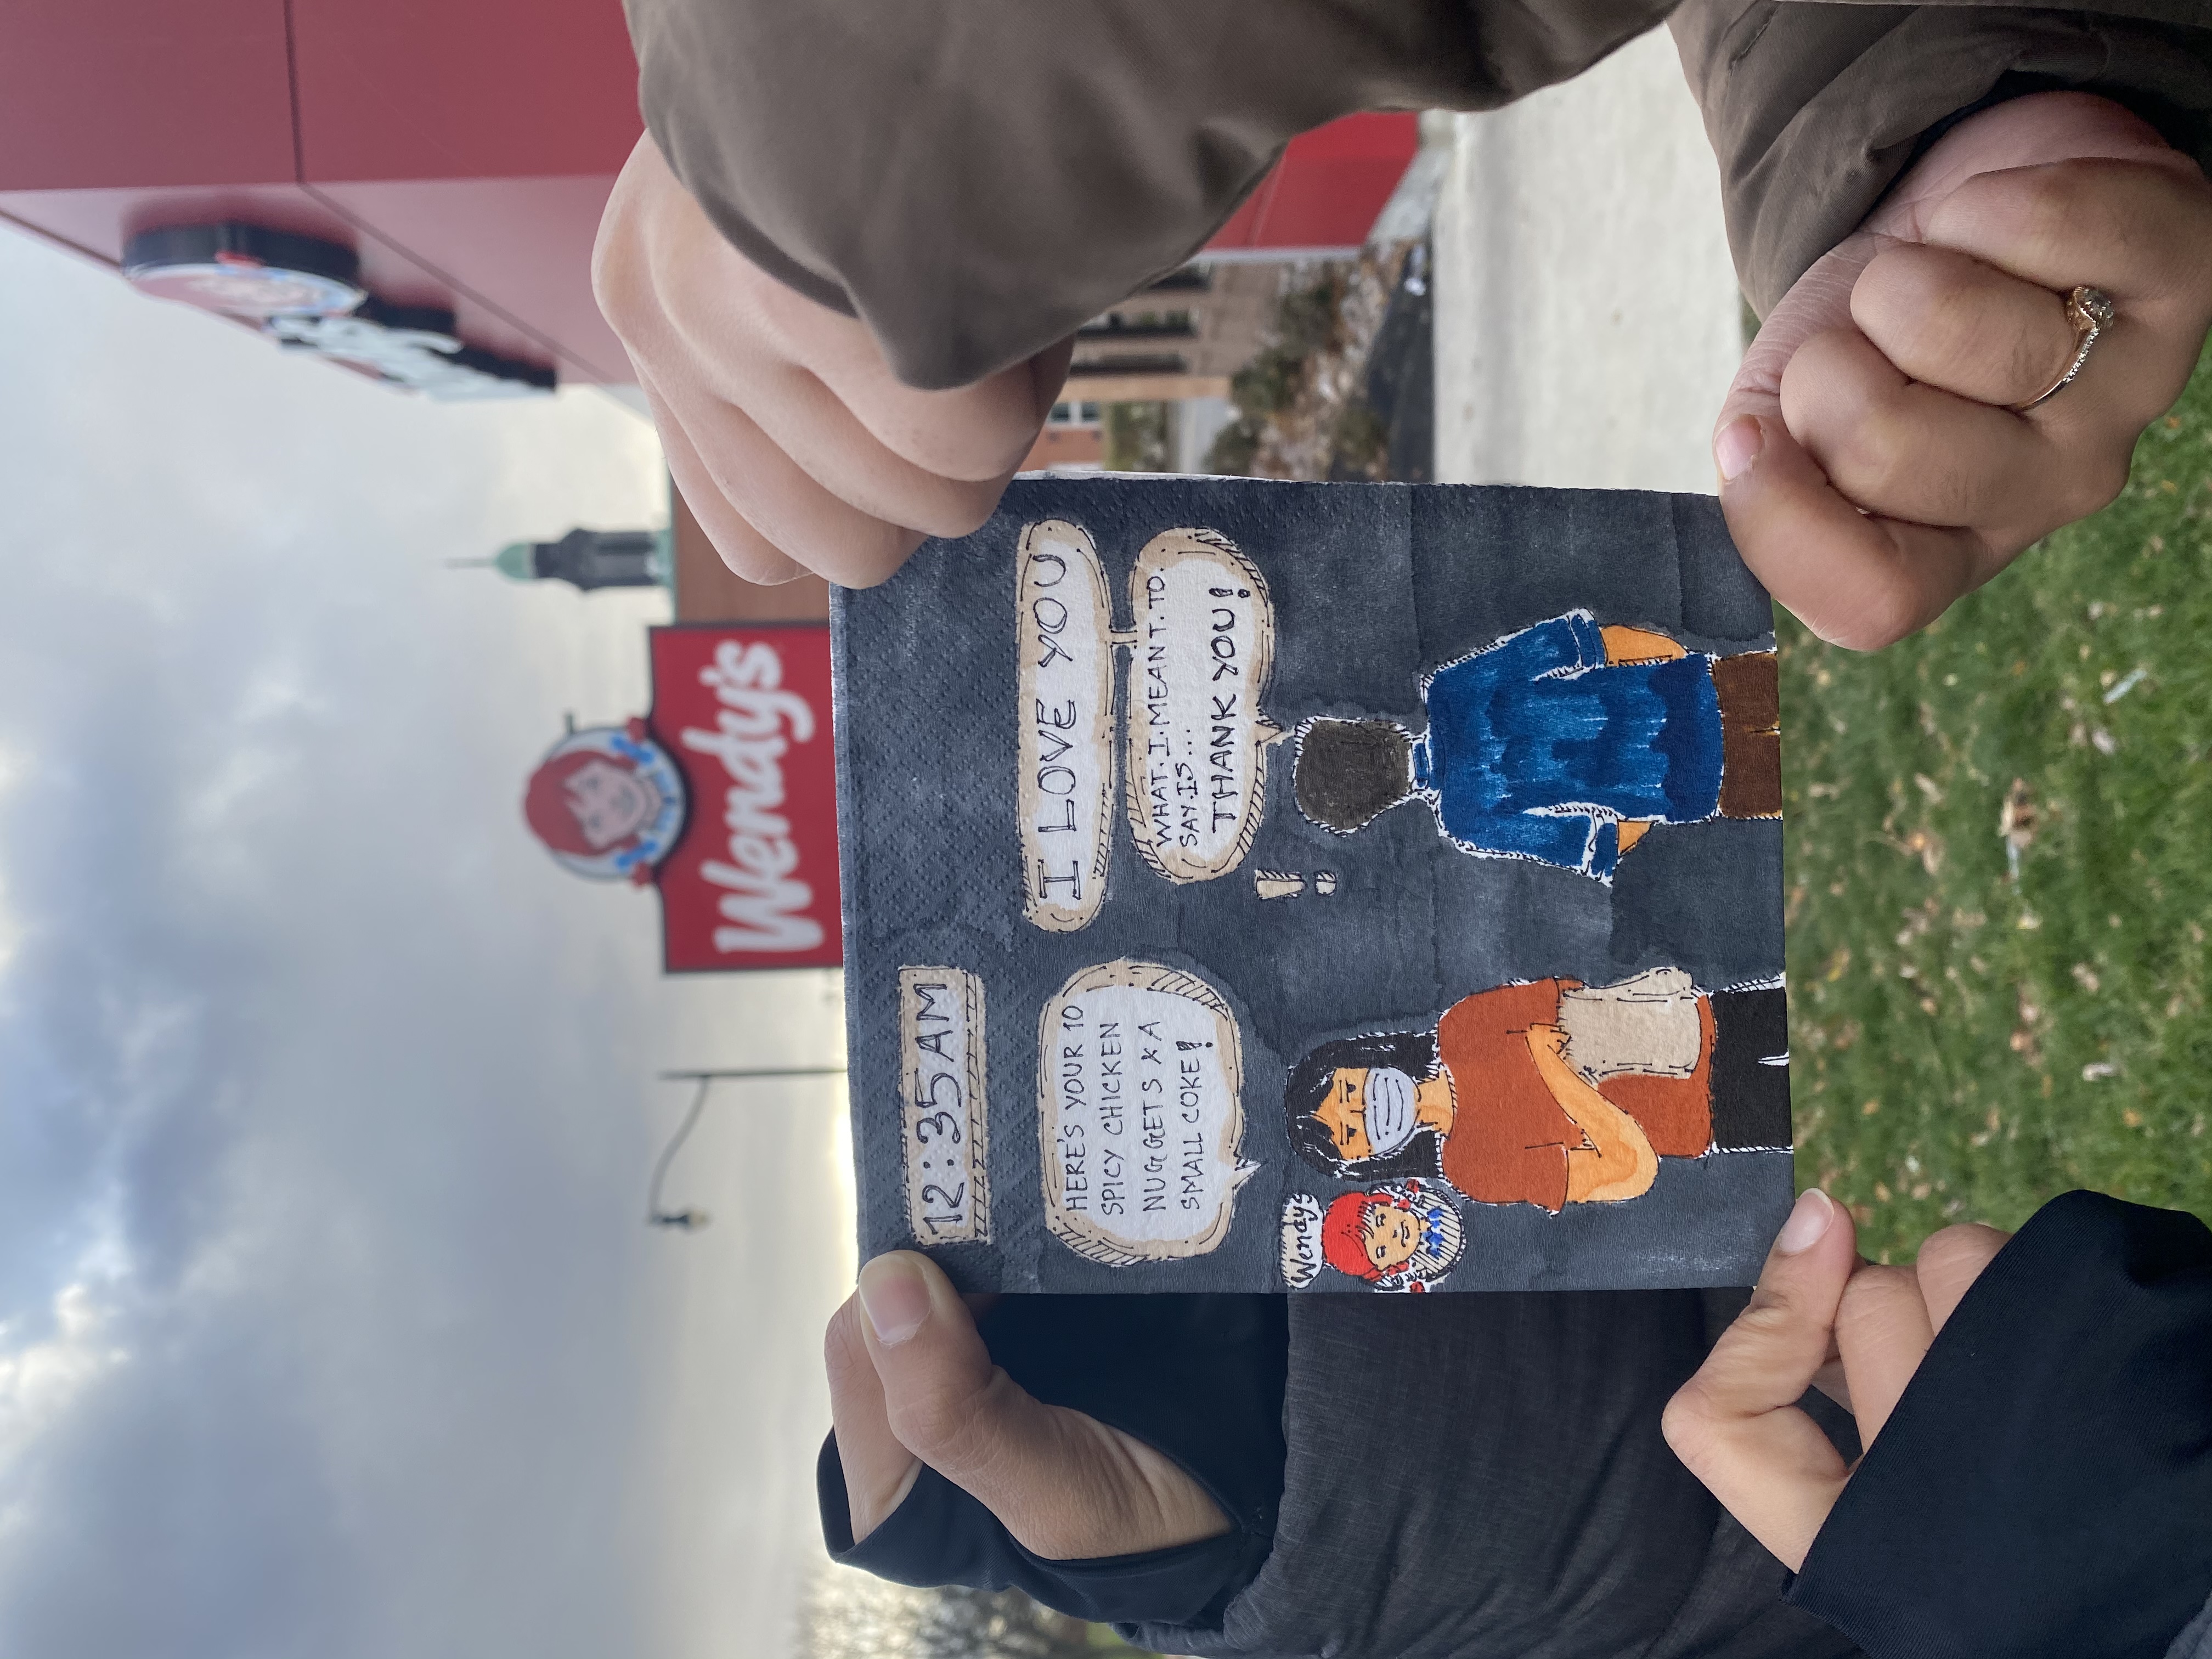 Wendy's
12:35AM
HERE'S YOUR 10
SPICY CHICKEN
NUGGETS & A
SMALL COKE!
I LOVE YOU
WHAT.I.MEANT.TO.
SAY.IS...
THANK YOU!
!
Wendys